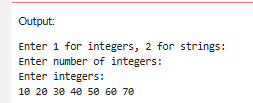 Output:
Enter 1 for integers, 2 for strings:
Enter number of integers:
Enter integers:
10 20 30 40 50 60 70